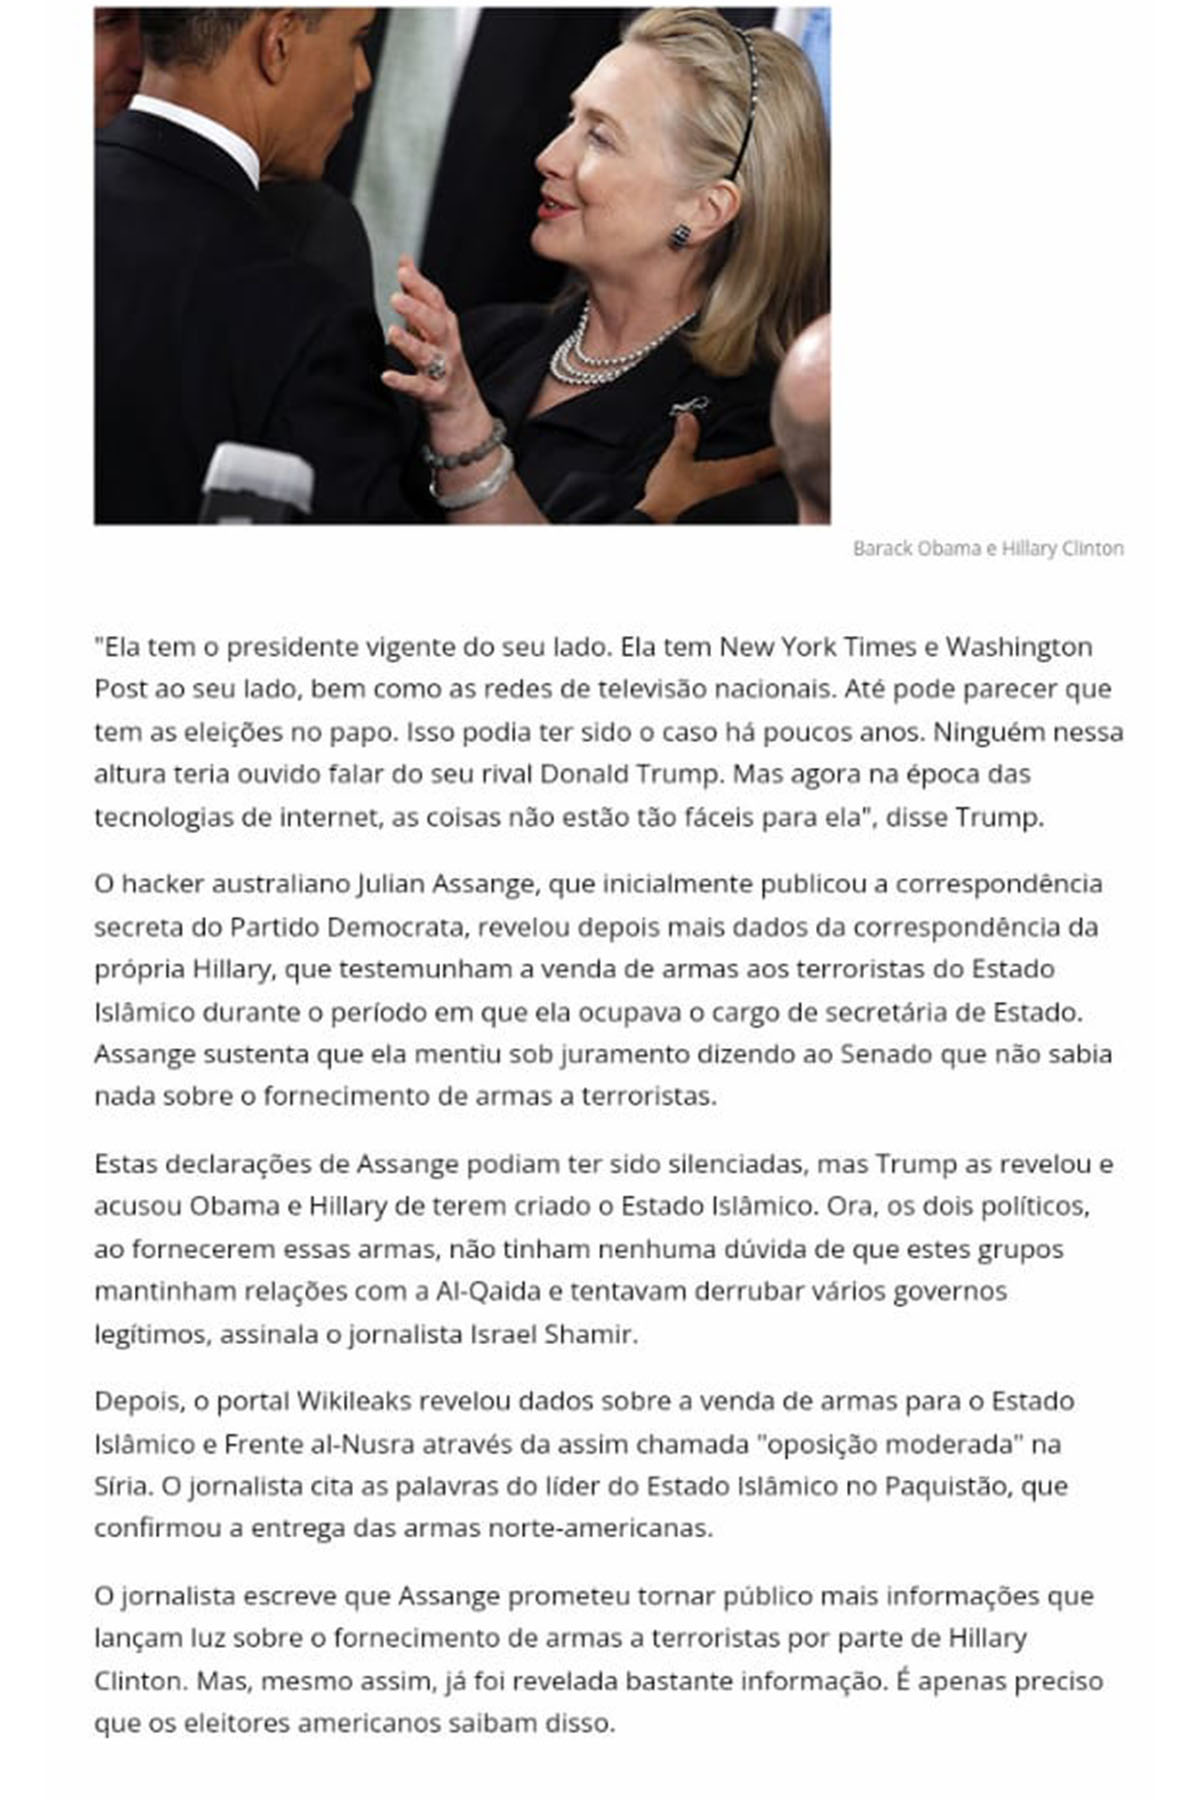 Barack Obama e Hillary Clinton
"Ela tem o presidente vigente do seu lado. Ela tem New York Times e Washington
Post ao seu lado, bem como as redes de televisão nacionais. Até pode parecer que
tem as eleições no papo. Isso podia ter sido o caso há poucos anos. Ninguém nessa
altura teria ouvido falar do seu rival Donald Trump. Mas agora na época das
tecnologias de internet, as coisas não estão tão fáceis para ela", disse Trump.
O hacker australiano Julian Assange, que inicialmente publicou a correspondência
secreta do Partido Democrata, revelou depois mais dados da correspondência da
própria Hillary, que testemunham a venda de armas aos terroristas do Estado
Islâmico durante o período em que ela ocupava o cargo de secretária de Estado.
Assange sustenta que ela mentiu sob juramento dizendo ao Senado que não sabia
nada sobre o fornecimento de armas a terroristas.
Estas declarações de Assange podiam ter sido silenciadas, mas Trump as revelou e
acusou Obama e Hillary de terem criado o Estado Islâmico. Ora, os dois políticos,
ao fornecerem essas armas, não tinham nenhuma dúvida de que estes grupos
mantinham relações com a Al-Qaida e tentavam derrubar vários governos
legítimos, assinala o jornalista Israel Shamir.
Depois, o portal Wikileaks revelou dados sobre a venda de armas para o Estado
Islâmico e Frente al-Nusra através da assim chamada "oposição moderada" na
Síria. O jornalista cita as palavras do líder do Estado Islâmico no Paquistão, que
confirmou a entrega das armas norte-americanas.
O jornalista escreve que Assange prometeu tornar público mais informações que
lançam luz sobre o fornecimento de armas a terroristas por parte de Hillary
Clinton. Mas, mesmo assim, já foi revelada bastante informação. É apenas preciso
que os eleitores americanos saibam disso.